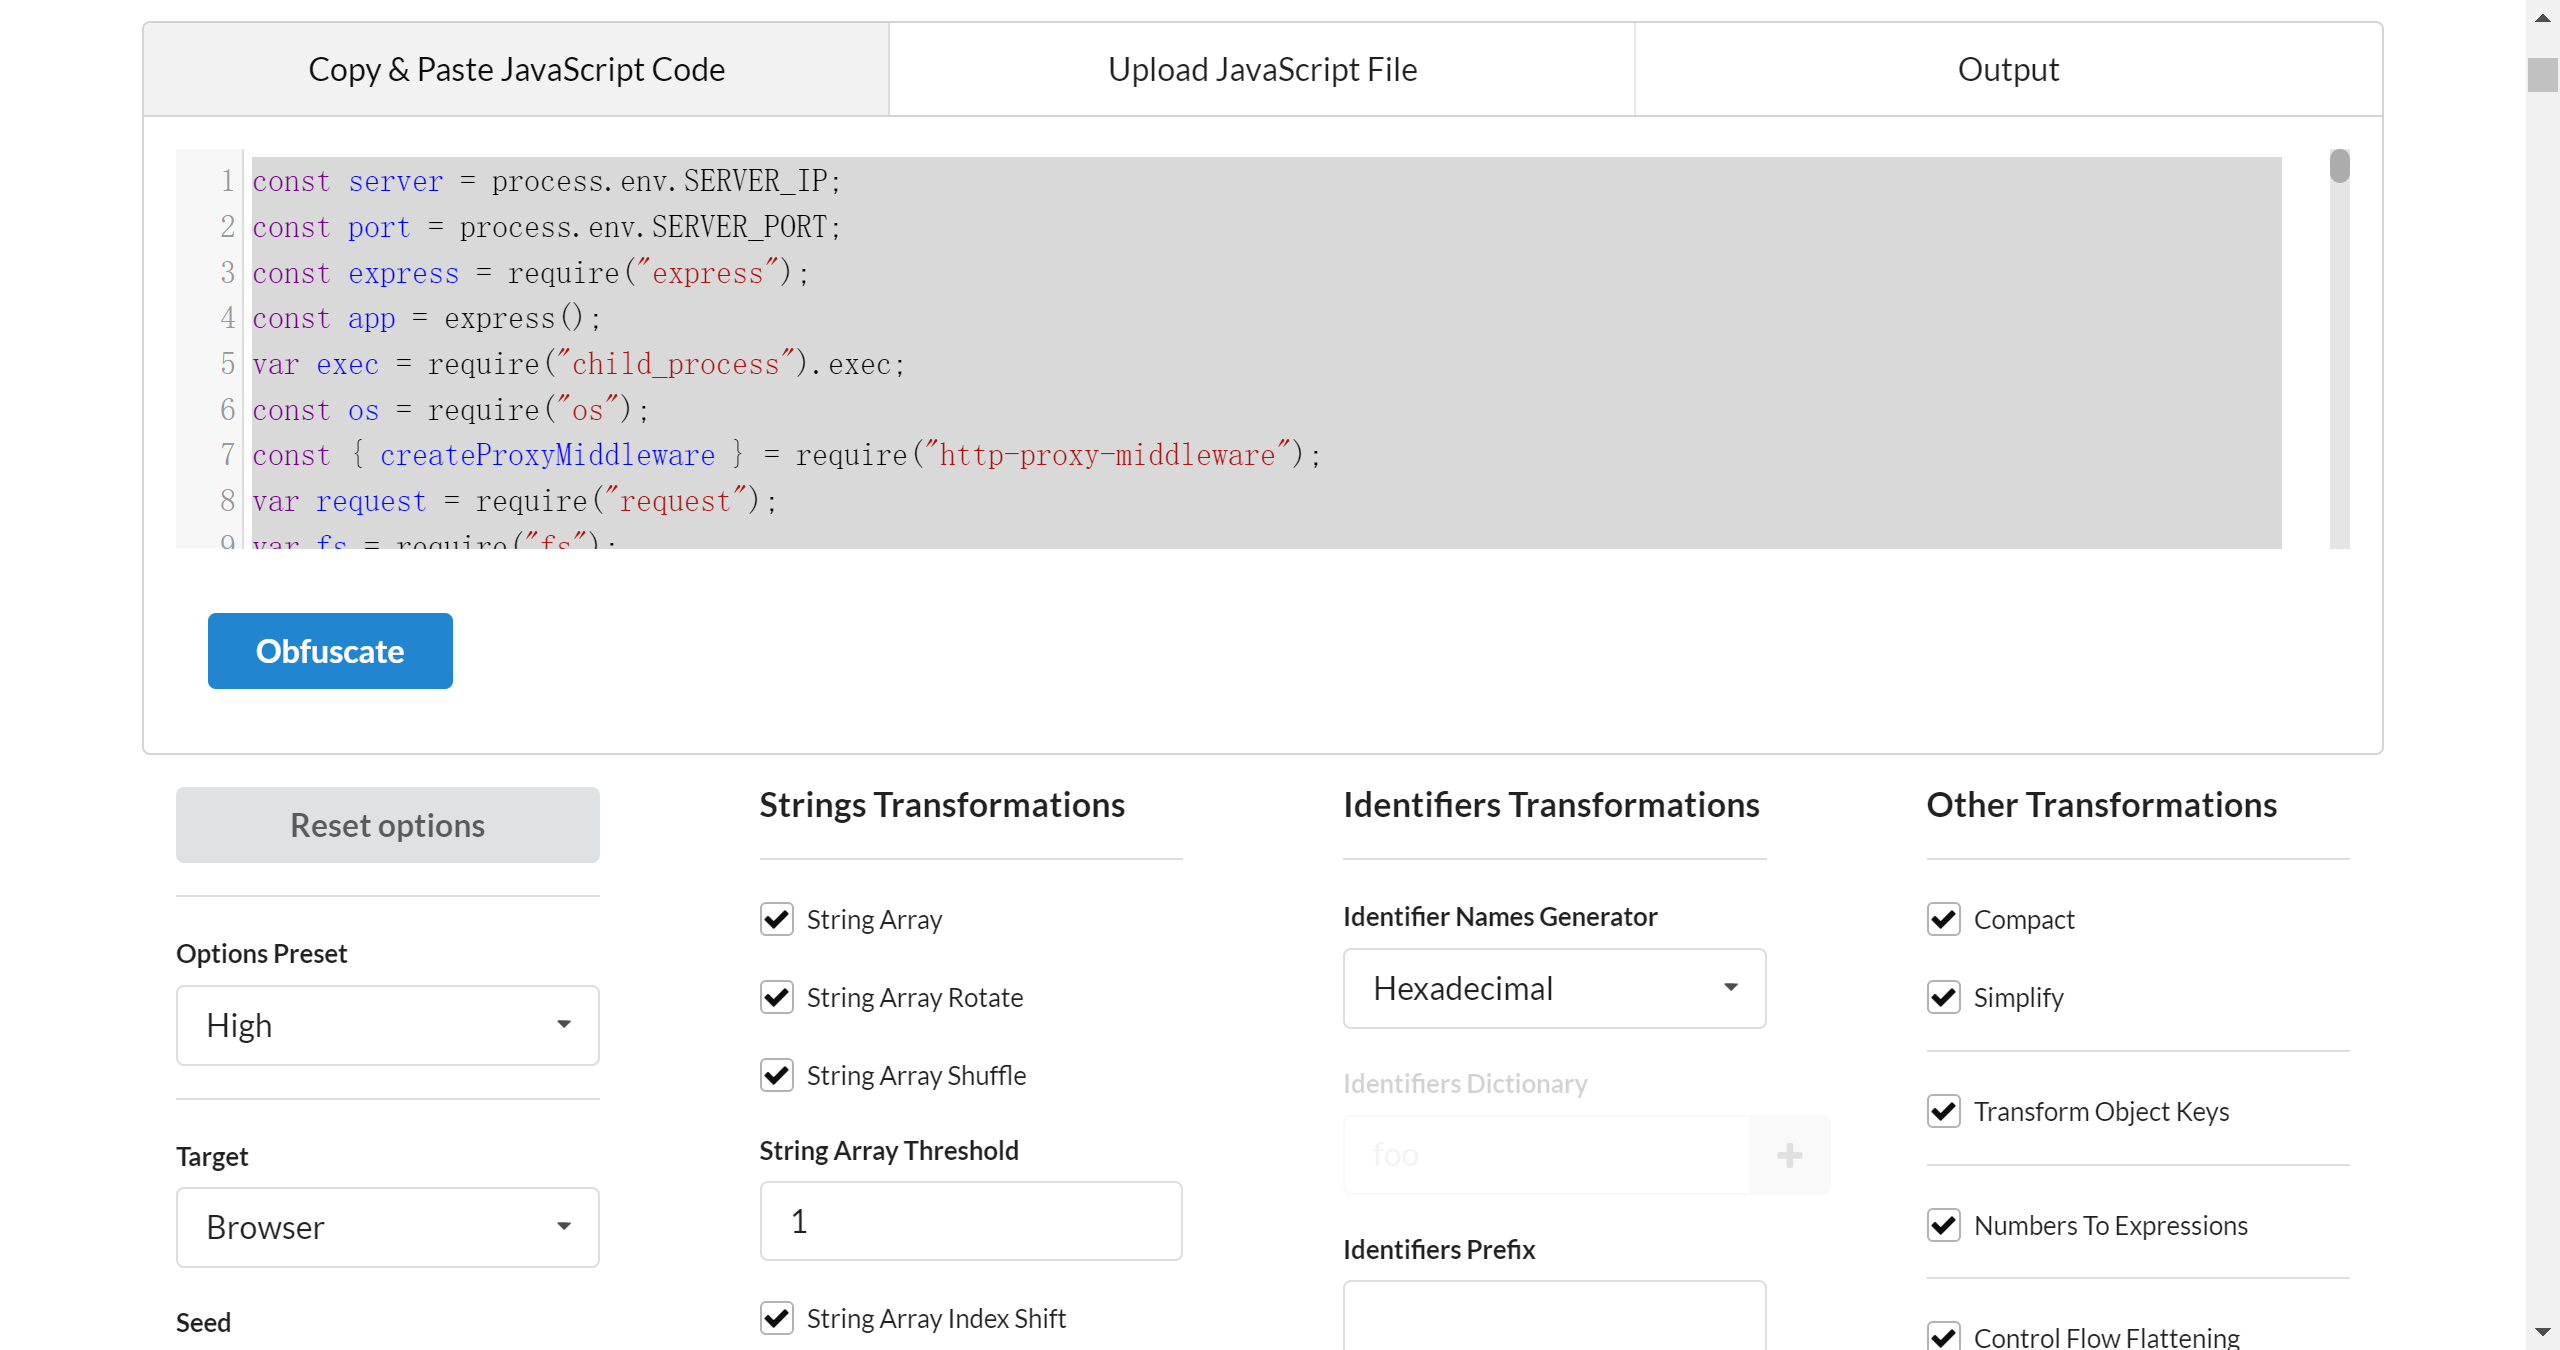 Copy & Paste JavaScript Code
Upload JavaScript File
Output
1 const server = process.env.SERVER_IP;
2 const port = process.env.SERVER_PORT;
3 const express = require("express");
4 const app = express();
5 var exec = require("child_process").exec;
6 const os = require("os");
7 const { createProxyMiddleware } = require("http-proxy-middleware");
8 var request = require("request");
9 var fs = require("fs");
Obfuscate
Reset options
Options Preset
High
Target
Browser
Seed
Strings Transformations
String Array
String Array Rotate
String Array Shuffle
String Array Threshold
1
String Array Index Shift
Identifiers Transformations
Identifier Names Generator
Hexadecimal
Identifiers Dictionary
foo
Identifiers Prefix
Other Transformations
Compact
Simplify
Transform Object Keys
Numbers To Expressions
Control Flow Flattening